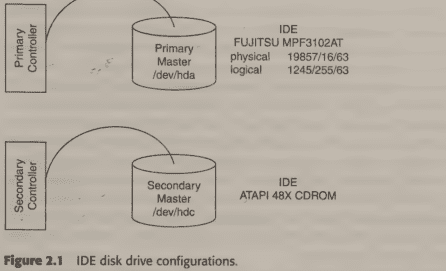 Primary
Controller
Primary
Master
/dev/hda
IDE
FUJITSU MPF3102AT
physical 19857/16/63
logical 1245/255/63
Secondary
Controller
Secondary
Master
/dev/hdc
IDE
ATAPI 48X CDROM
Figure 2.1 IDE disk drive configurations.